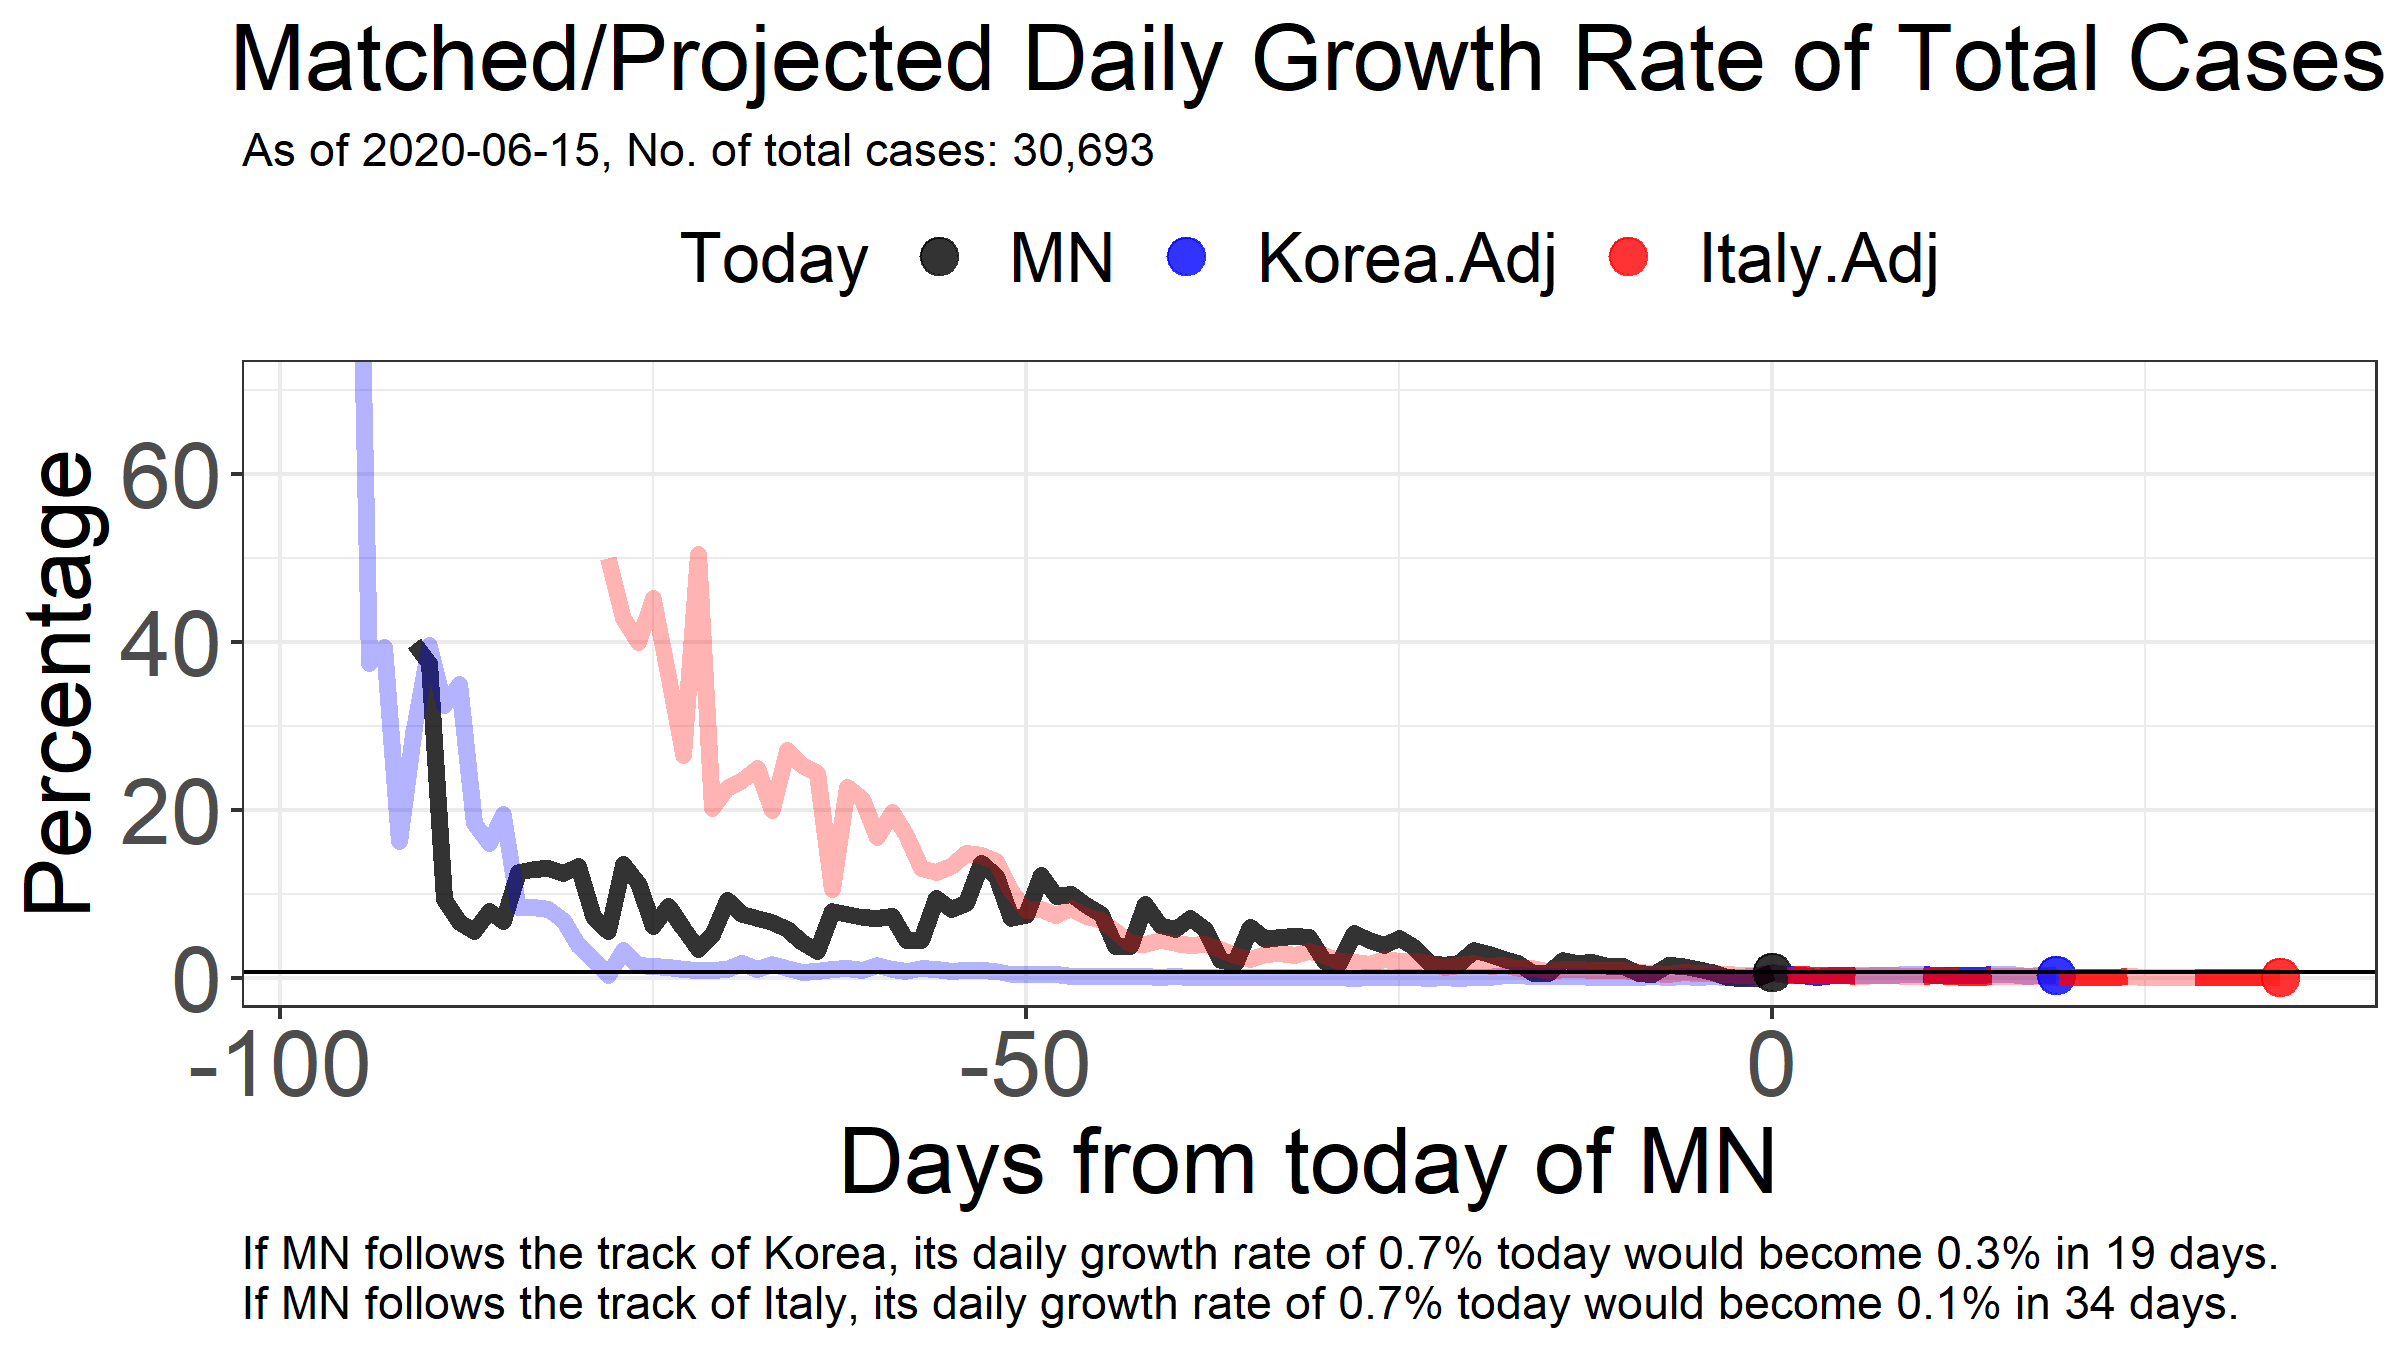 Matched/Projected Daily Growth Rate of Total Cases
As of 2020-06-15, No. of total cases: 30,693
Today MN Korea.Adj Italy.Adj
Percentage
60
40
20
0
-100 -50 0
Days from today of MN
If MN follows the track of Korea, its daily growth rate of 0.7% today would become 0.3% in 19 days.
If MN follows the track of Italy, its daily growth rate of 0.7% today would become 0.1% in 34 days.